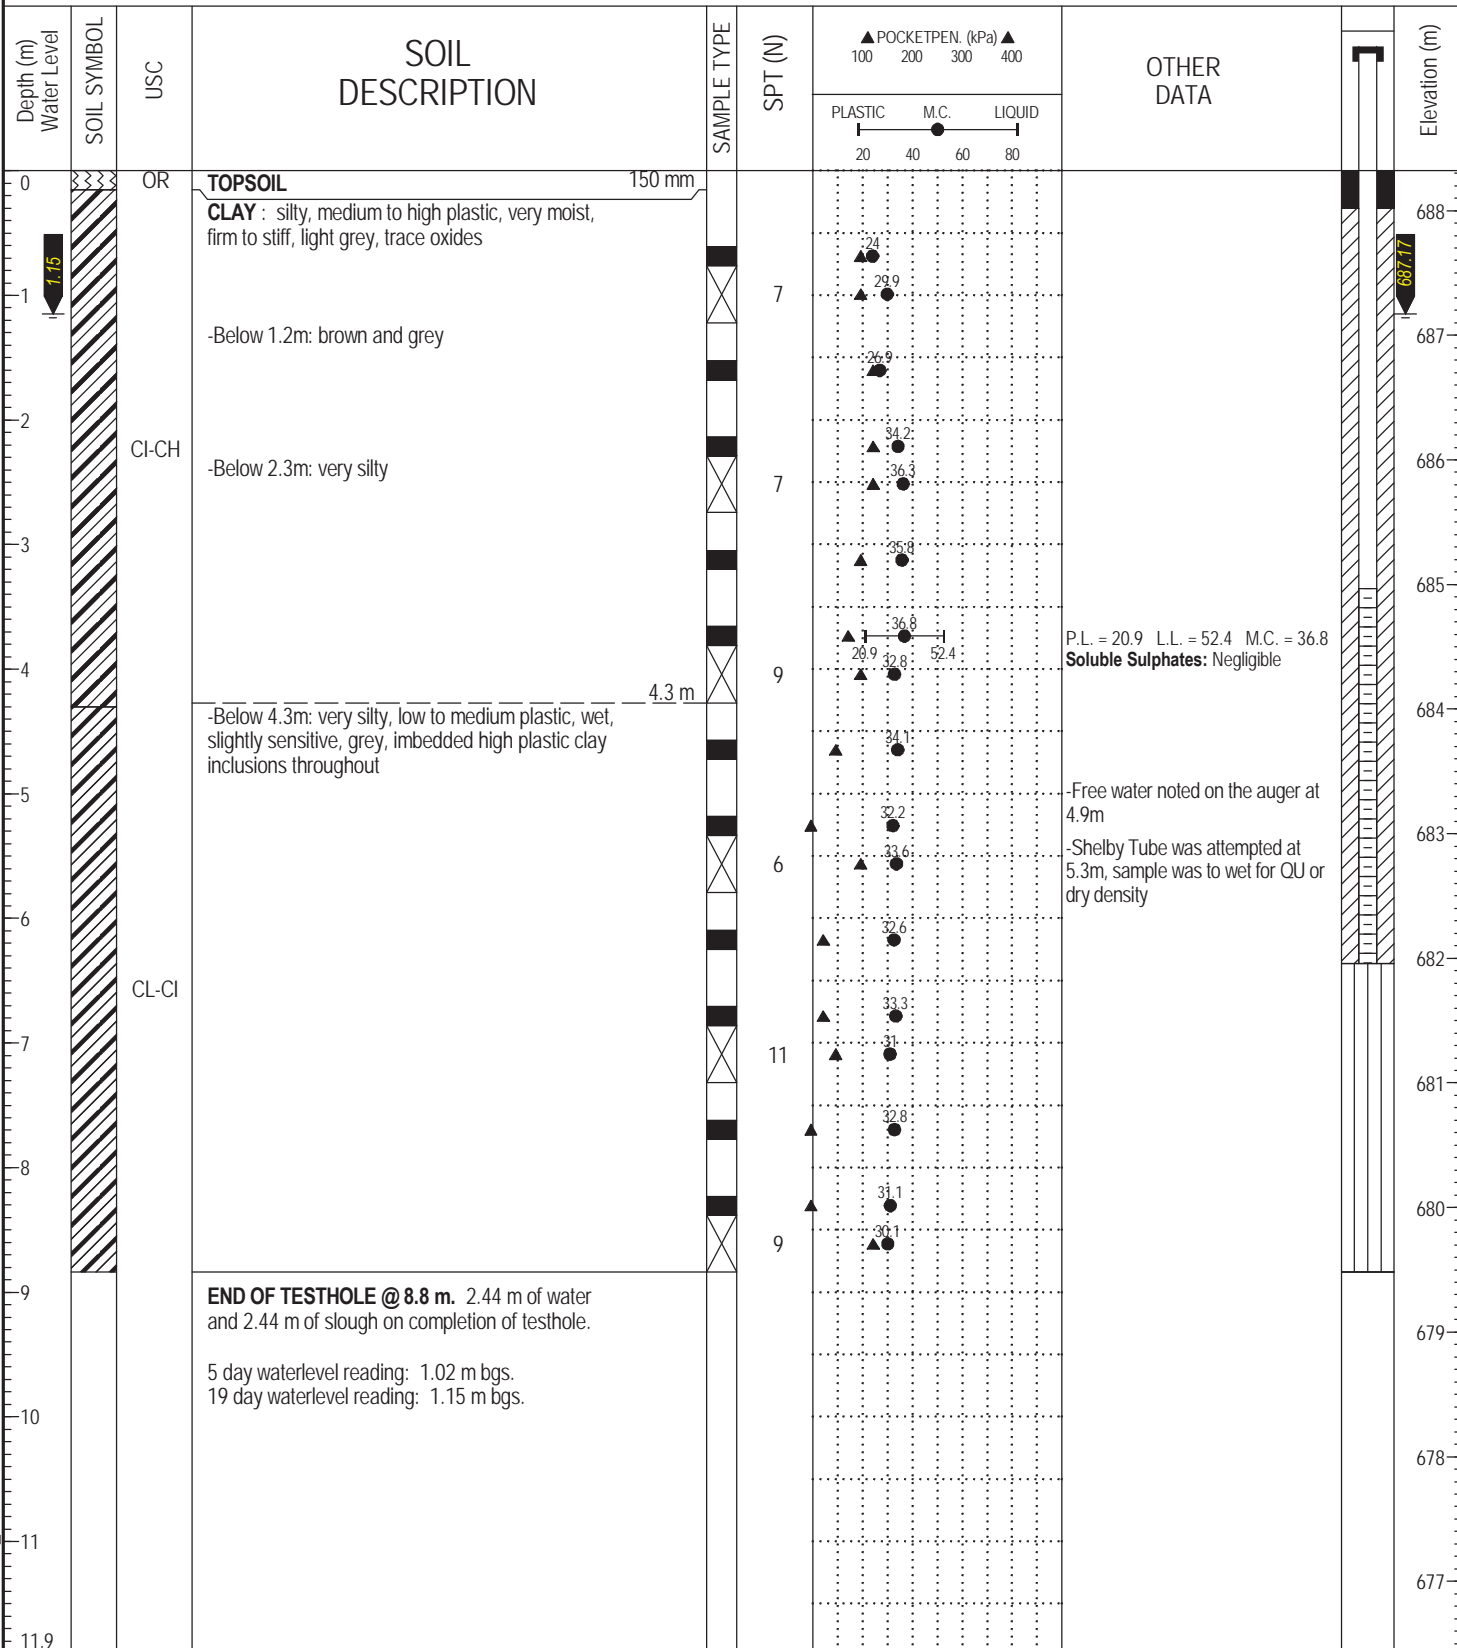 Depth (m)
Water Level
SOIL SYMBOL
USC
SOIL
DESCRIPTION
SAMPLE TYPE
SPT (N)
▲ POCKETPEN. (kPa) ▲
100 200 300 400
PLASTIC M.C. LIQUID
20 40 60 80
OTHER
DATA
Elevation (m)
0
OR
TOPSOIL 150 mm
CLAY : silty, medium to high plastic, very moist,
firm to stiff, light grey, trace oxides
688
24
1.15
687.17
1
7
29.9
-Below 1.2m: brown and grey
687
26.9
2
CI-CH
34.2
-Below 2.3m: very silty
686
7
36.3
3
35.8
685
36.8
20.9 52.4
P.L. = 20.9 L.L. = 52.4 M.C. = 36.8
Soluble Sulphates: Negligible
4
9
32.8
4.3 m
684
-Below 4.3m: very silty, low to medium plastic, wet,
slightly sensitive, grey, imbedded high plastic clay
inclusions throughout
34.1
5
-Free water noted on the auger at
4.9m
32.2
683
-Shelby Tube was attempted at
5.3m, sample was to wet for QU or
dry density
6
33.6
6
32.6
682
CL-CI
33.3
7
11
31
681
32.8
8
31.1
680
9
30.1
9
END OF TESTHOLE @ 8.8 m. 2.44 m of water
and 2.44 m of slough on completion of testhole.
679
5 day waterlevel reading: 1.02 m bgs.
19 day waterlevel reading: 1.15 m bgs.
10
678
11
677
11.9